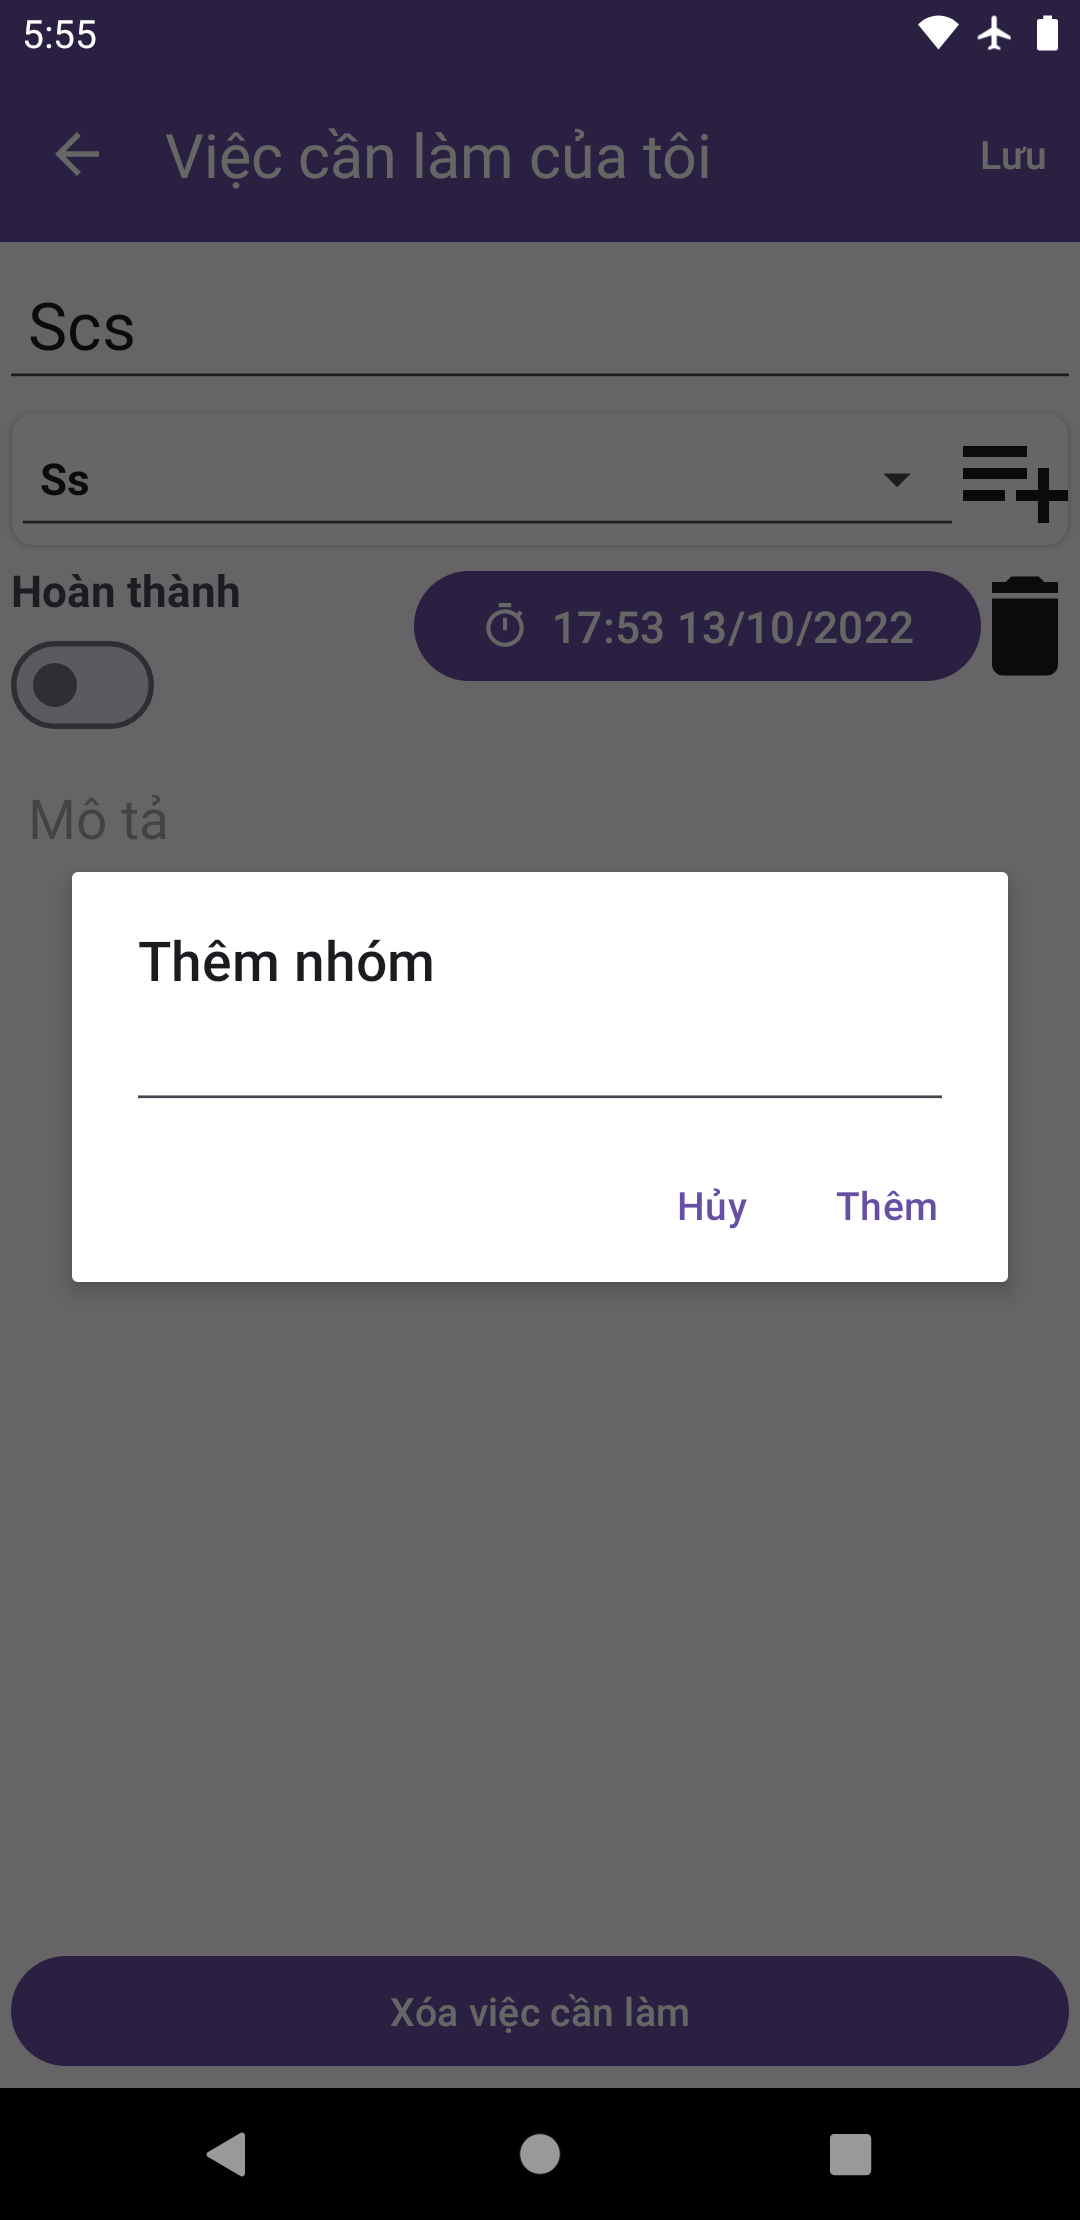 5:55
Việc cần làm của tôi
Lưu
Scs
Ss
Hoàn thành
17:53 13/10/2022
Mô tả
Thêm nhóm
Hủy
Thêm
Xóa việc cần làm